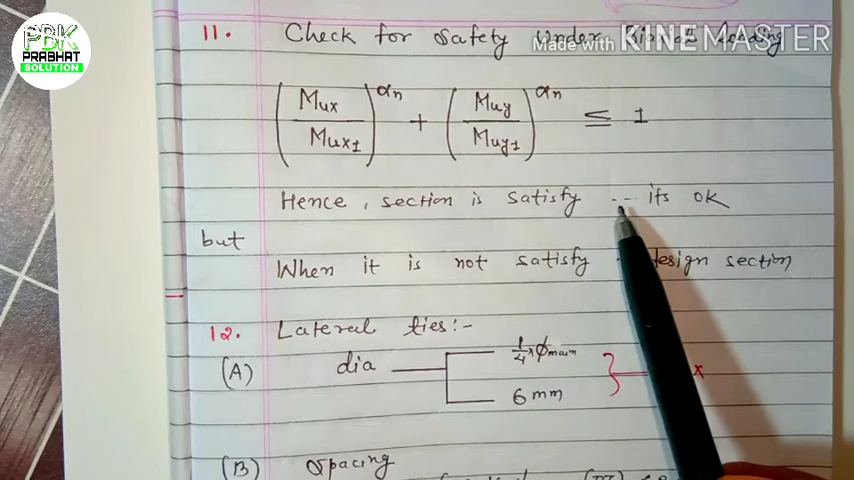 PBK
PRABHAT
SOLUTION
Made with KINEMASTER
11. Check for safety under Biaxial loading
(Mux / Mux1)^αn + (Muy / Muy1)^αn ≤ 1
Hence, section is satisfy -- its ok
but
When it is not satisfy design section
12. Lateral ties:-
(A) dia 1/4 x ϕmain
6 mm
(B) Spacing